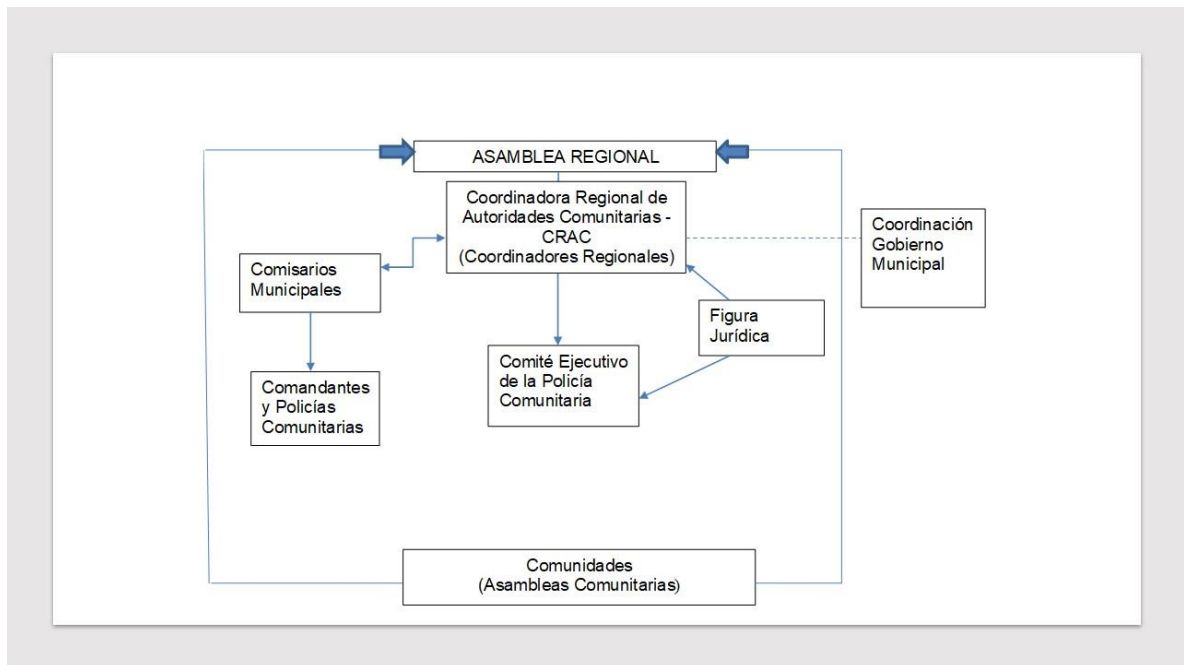 ASAMBLEA REGIONAL
Coordinadora Regional de
Autoridades Comunitarias -
CRAC
(Coordinadores Regionales)
Coordinación
Gobierno
Municipal
Comisarios
Municipales
Figura
Jurídica
Comité Ejecutivo
de la Policía
Comunitaria
Comandantes
y Policías
Comunitarias
Comunidades
(Asambleas Comunitarias)